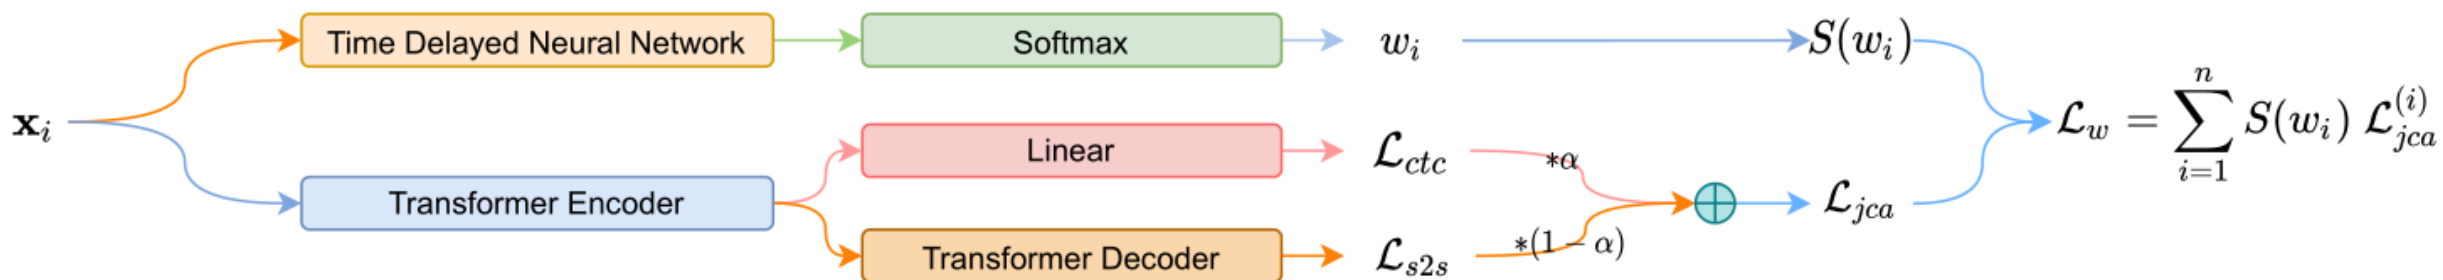 x_i
Time Delayed Neural Network
Softmax
w_i
S(w_i)
Transformer Encoder
Linear
ℒ_ctc
*α
Transformer Decoder
ℒ_s2s
*(1 − α)
ℒ_jca
ℒ_w = ∑_{i=1}^{n} S(w_i) ℒ_jca^{(i)}